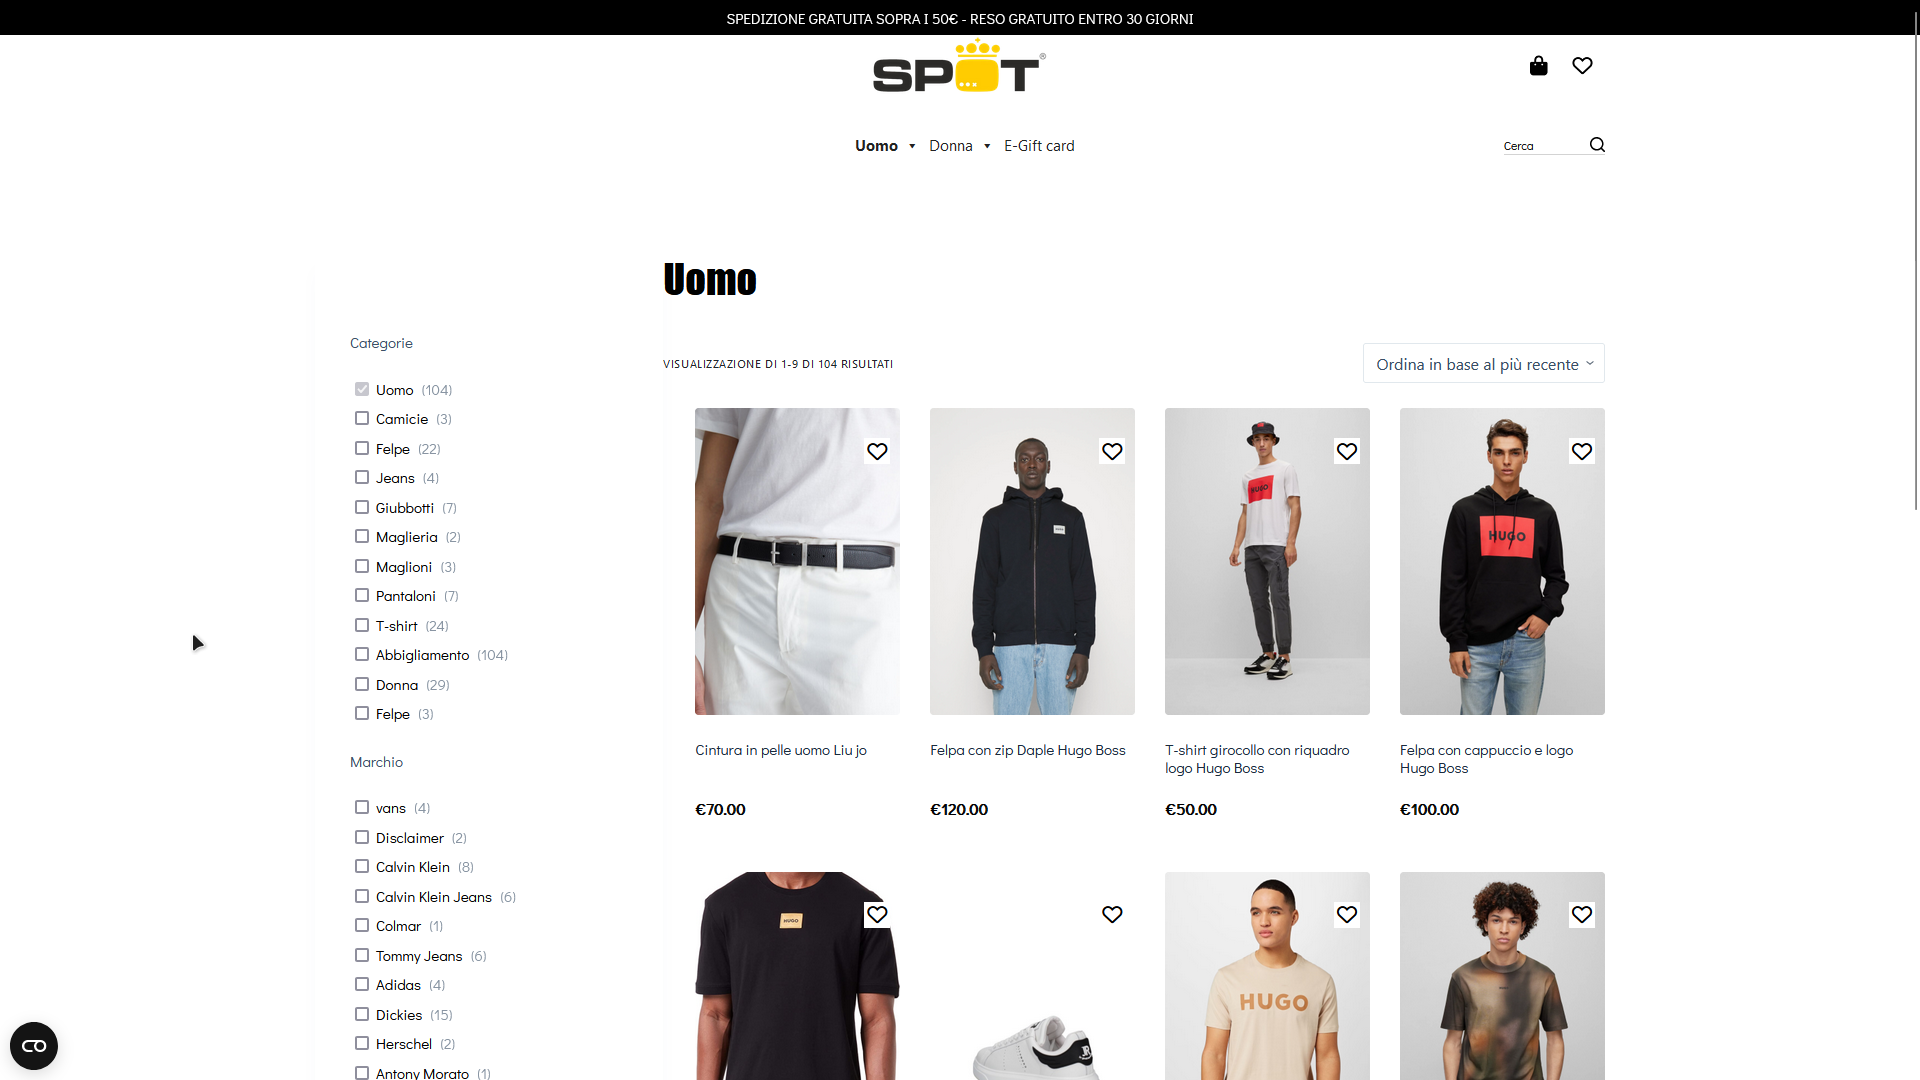 SPEDIZIONE GRATUITA SOPRA I 50€ - RESO GRATUITO ENTRO 30 GIORNI
SPOT®
Uomo
Donna
E-Gift card
Cerca
Uomo
Categorie
Uomo (104)
Camicie (3)
Felpe (22)
Jeans (4)
Giubbotti (7)
Maglieria (2)
Maglioni (3)
Pantaloni (7)
T-shirt (24)
Abbigliamento (104)
Donna (29)
Felpe (3)
Marchio
vans (4)
Disclaimer (2)
Calvin Klein (8)
Calvin Klein Jeans (6)
Colmar (1)
Tommy Jeans (6)
Adidas (4)
Dickies (15)
Herschel (2)
Antony Morato (1)
VISUALIZZAZIONE DI 1-9 DI 104 RISULTATI
Ordina in base al più recente
HUGO
HUGO
HUGO
Cintura in pelle uomo Liu jo
€70.00
Felpa con zip Daple Hugo Boss
€120.00
T-shirt girocollo con riquadro
logo Hugo Boss
€50.00
Felpa con cappuccio e logo
Hugo Boss
€100.00
HUGO
HUGO